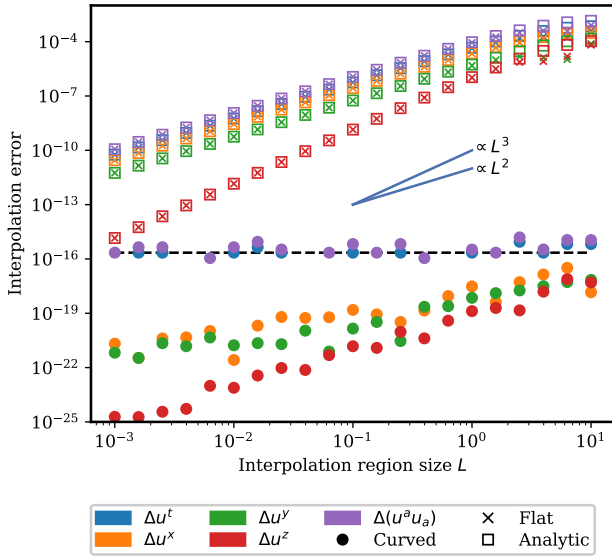 Interpolation error
10⁻⁴
10⁻⁷
10⁻¹⁰
10⁻¹³
10⁻¹⁶
10⁻¹⁹
10⁻²²
10⁻²⁵
∝ L³
∝ L²
10⁻³ 10⁻² 10⁻¹ 10⁰ 10¹
Interpolation region size L
Δuᵗ Δuʸ Δ(uᵃuₐ) × Flat
Δuˣ Δuᶻ Curved Analytic